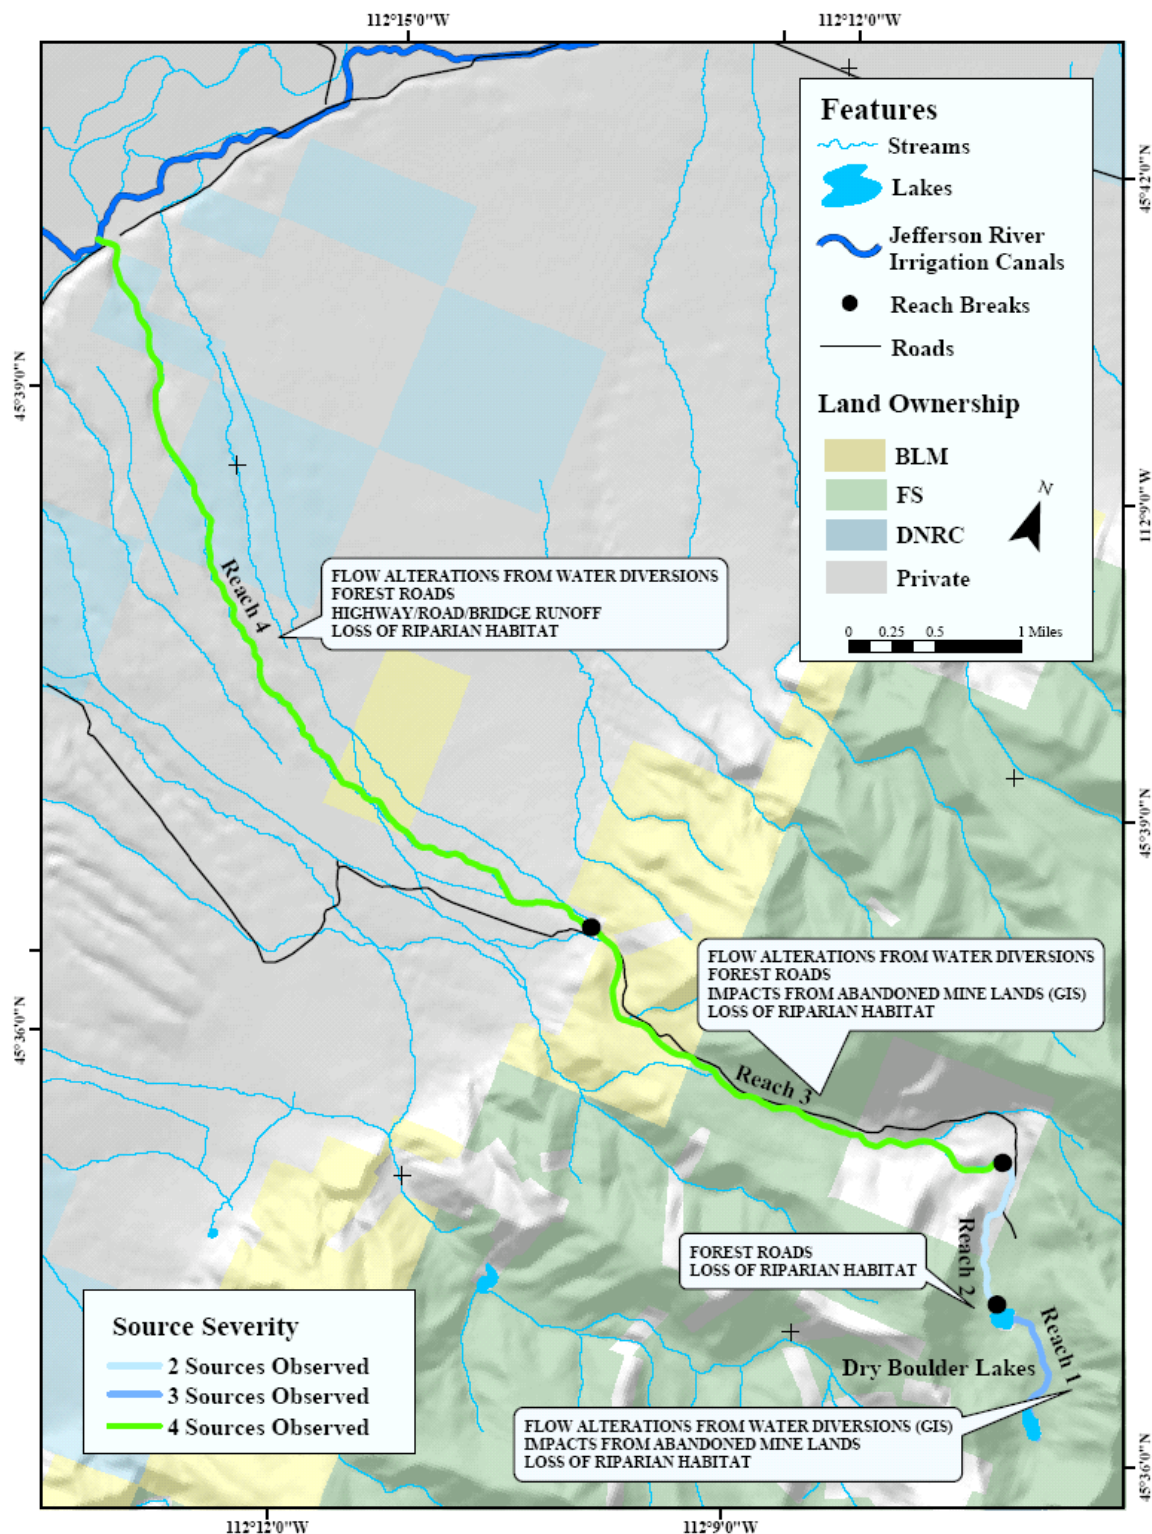 112°15'0"W
112°12'0"W
Features
Streams
Lakes
Jefferson River
Irrigation Canals
Reach Breaks
Roads
Land Ownership
BLM
FS
DNRC
Private
N
0 0.25 0.5 1 Miles
45°42'0"N
45°39'0"N
112°9'0"W
Reach 4
FLOW ALTERATIONS FROM WATER DIVERSIONS
FOREST ROADS
HIGHWAY/ROAD/BRIDGE RUNOFF
LOSS OF RIPARIAN HABITAT
45°39'0"N
FLOW ALTERATIONS FROM WATER DIVERSIONS
FOREST ROADS
IMPACTS FROM ABANDONED MINE LANDS (GIS)
LOSS OF RIPARIAN HABITAT
45°36'0"N
Reach 3
Reach 2
FOREST ROADS
LOSS OF RIPARIAN HABITAT
Reach 1
Dry Boulder Lakes
Source Severity
2 Sources Observed
3 Sources Observed
4 Sources Observed
FLOW ALTERATIONS FROM WATER DIVERSIONS (GIS)
IMPACTS FROM ABANDONED MINE LANDS
LOSS OF RIPARIAN HABITAT
45°36'0"N
112°12'0"W
112°9'0"W